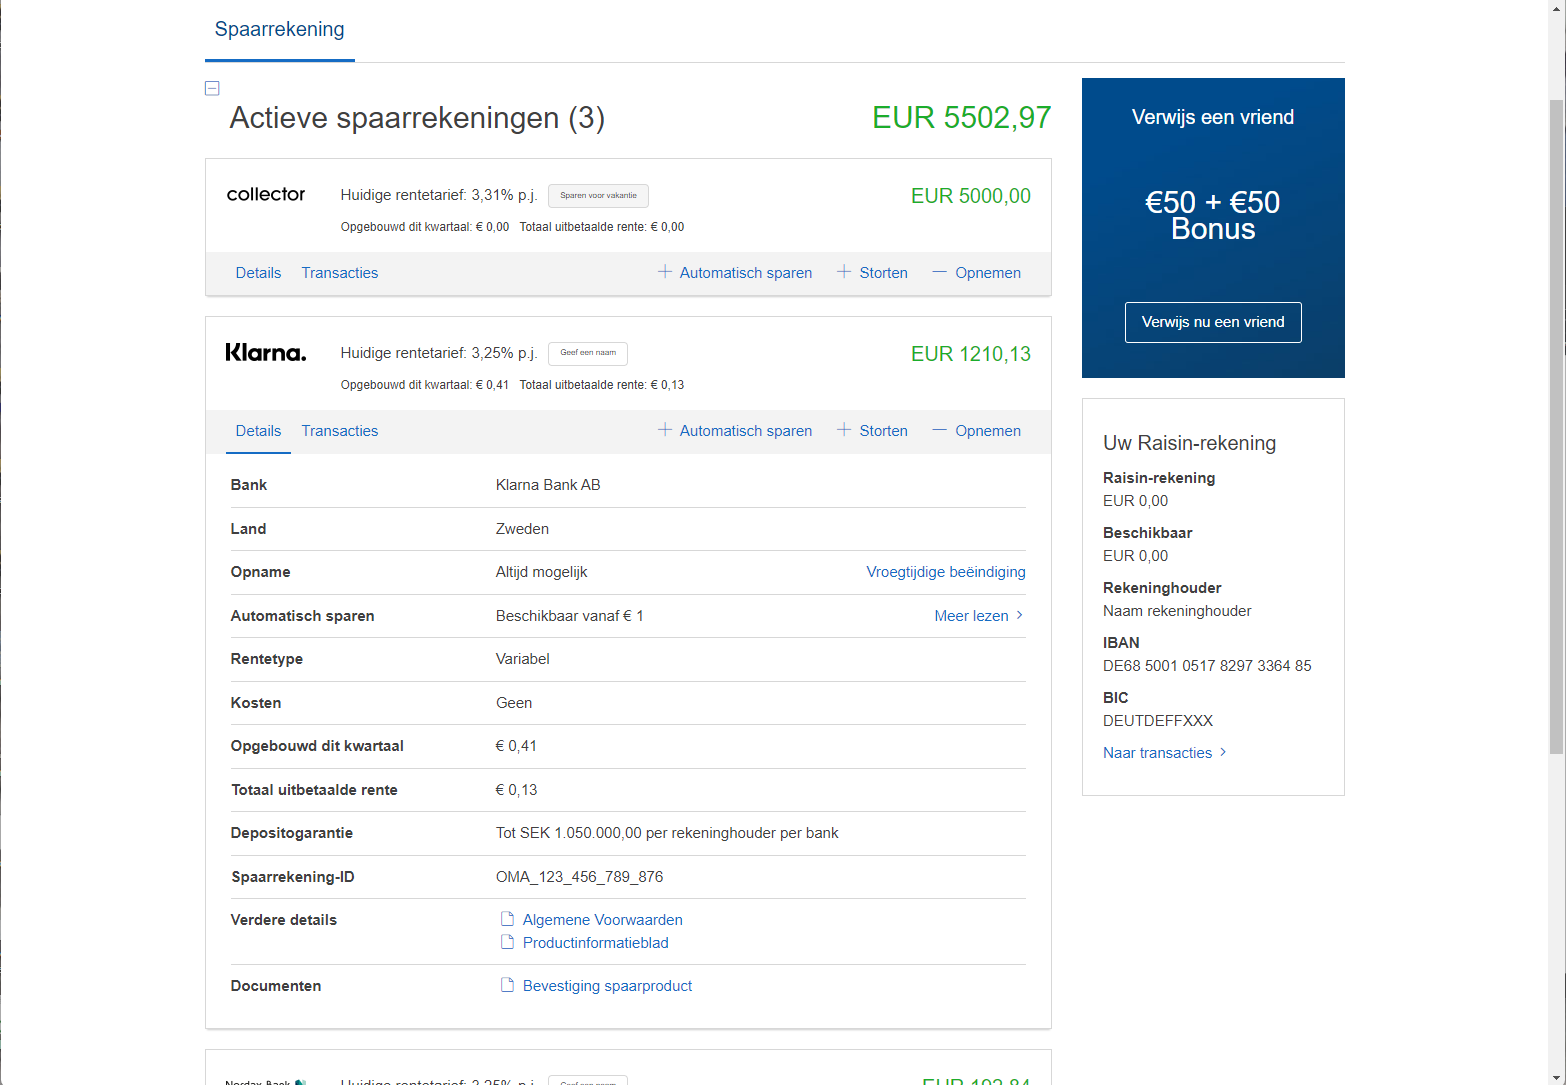 Spaarrekening
Actieve spaarrekeningen (3) EUR 5502,97
collector Huidige rentetarief: 3,31% p.j. Sparen voor vakantie EUR 5000,00
Opgebouwd dit kwartaal: € 0,00 Totaal uitbetaalde rente: € 0,00
Details Transacties + Automatisch sparen + Storten — Opnemen
Klarna. Huidige rentetarief: 3,25% p.j. Geef een naam EUR 1210,13
Opgebouwd dit kwartaal: € 0,41 Totaal uitbetaalde rente: € 0,13
Details Transacties + Automatisch sparen + Storten — Opnemen
Bank Klarna Bank AB
Land Zweden
Opname Altijd mogelijk Vroegtijdige beëindiging
Automatisch sparen Beschikbaar vanaf € 1 Meer lezen >
Rentetype Variabel
Kosten Geen
Opgebouwd dit kwartaal € 0,41
Totaal uitbetaalde rente € 0,13
Depositogarantie Tot SEK 1.050.000,00 per rekeninghouder per bank
Spaarrekening-ID OMA_123_456_789_876
Verdere details Algemene Voorwaarden
Productinformatieblad
Documenten Bevestiging spaarproduct
Nordax Bank Huidige rentetarief: 3,25% p.j. Geef een naam EUR 192,84
Verwijs een vriend
€50 + €50
Bonus
Verwijs nu een vriend
Uw Raisin-rekening
Raisin-rekening
EUR 0,00
Beschikbaar
EUR 0,00
Rekeninghouder
Naam rekeninghouder
IBAN
DE68 5001 0517 8297 3364 85
BIC
DEUTDEFFXXX
Naar transacties >